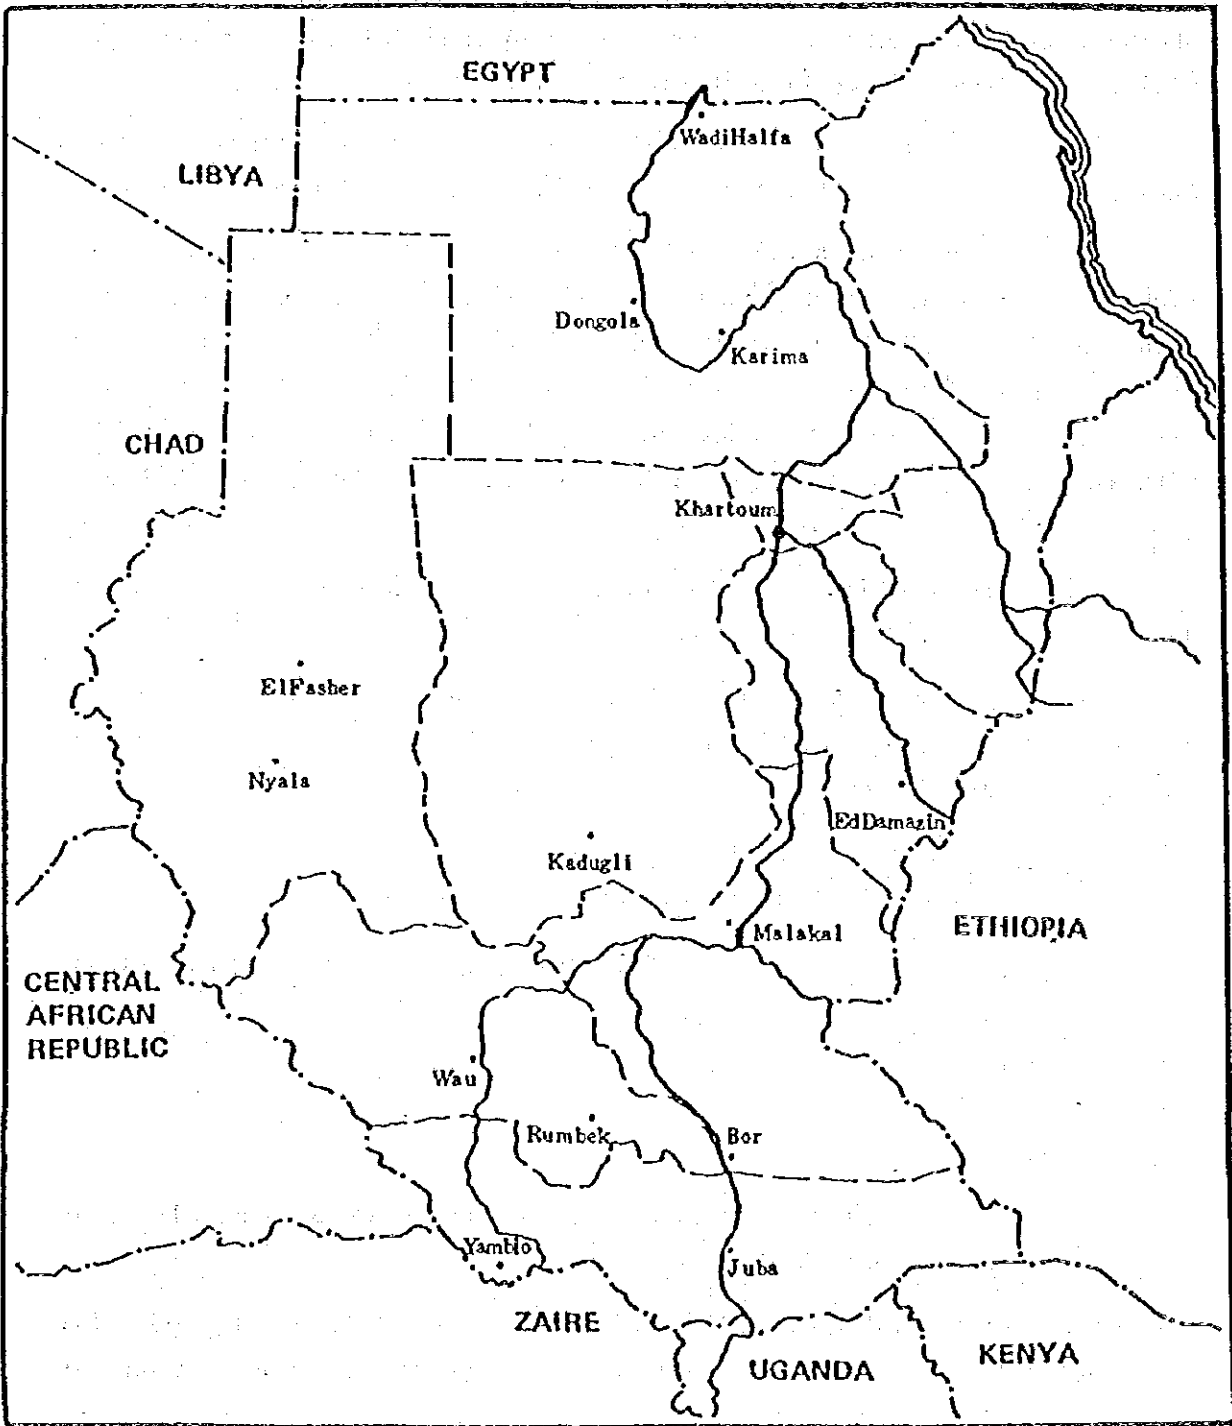 EGYPT
WadiHalfa
LIBYA
Dongola
Karima
CHAD
Khartoum
ElFasher
Nyala
EdDamazin
Kadugli
Malakal
ETHIOPIA
CENTRAL
AFRICAN
REPUBLIC
Wau
Rumbek
Bor
Yambio
Juba
ZAIRE
UGANDA
KENYA